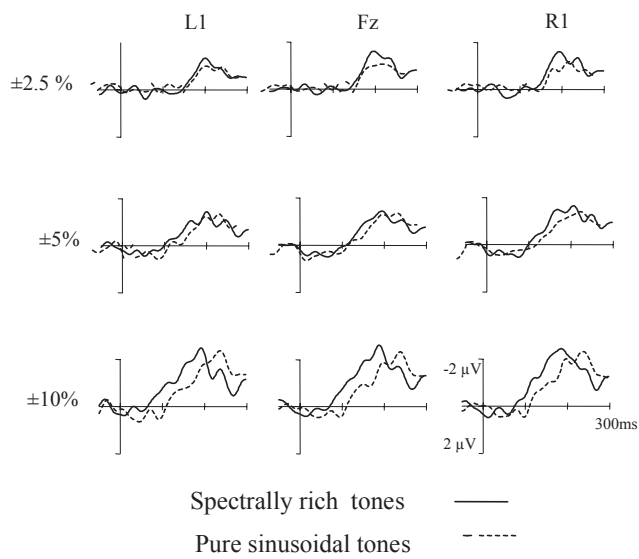 L1 Fz R1
±2.5 %
±5%
±10%
-2 µV
300ms
2 µV
Spectrally rich tones
Pure sinusoidal tones